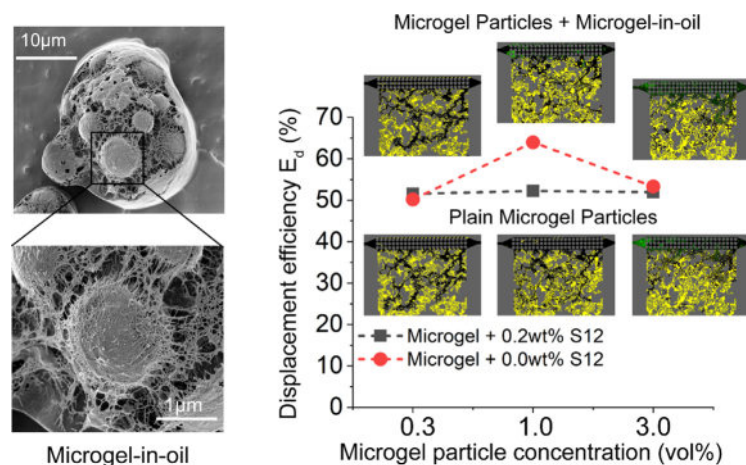 10µm
1µm
Microgel-in-oil
Microgel Particles + Microgel-in-oil
Displacement efficiency E_d (%)
70
60
50
40
30
20
10
0
Plain Microgel Particles
Microgel + 0.2wt% S12
Microgel + 0.0wt% S12
0.3 1.0 3.0
Microgel particle concentration (vol%)